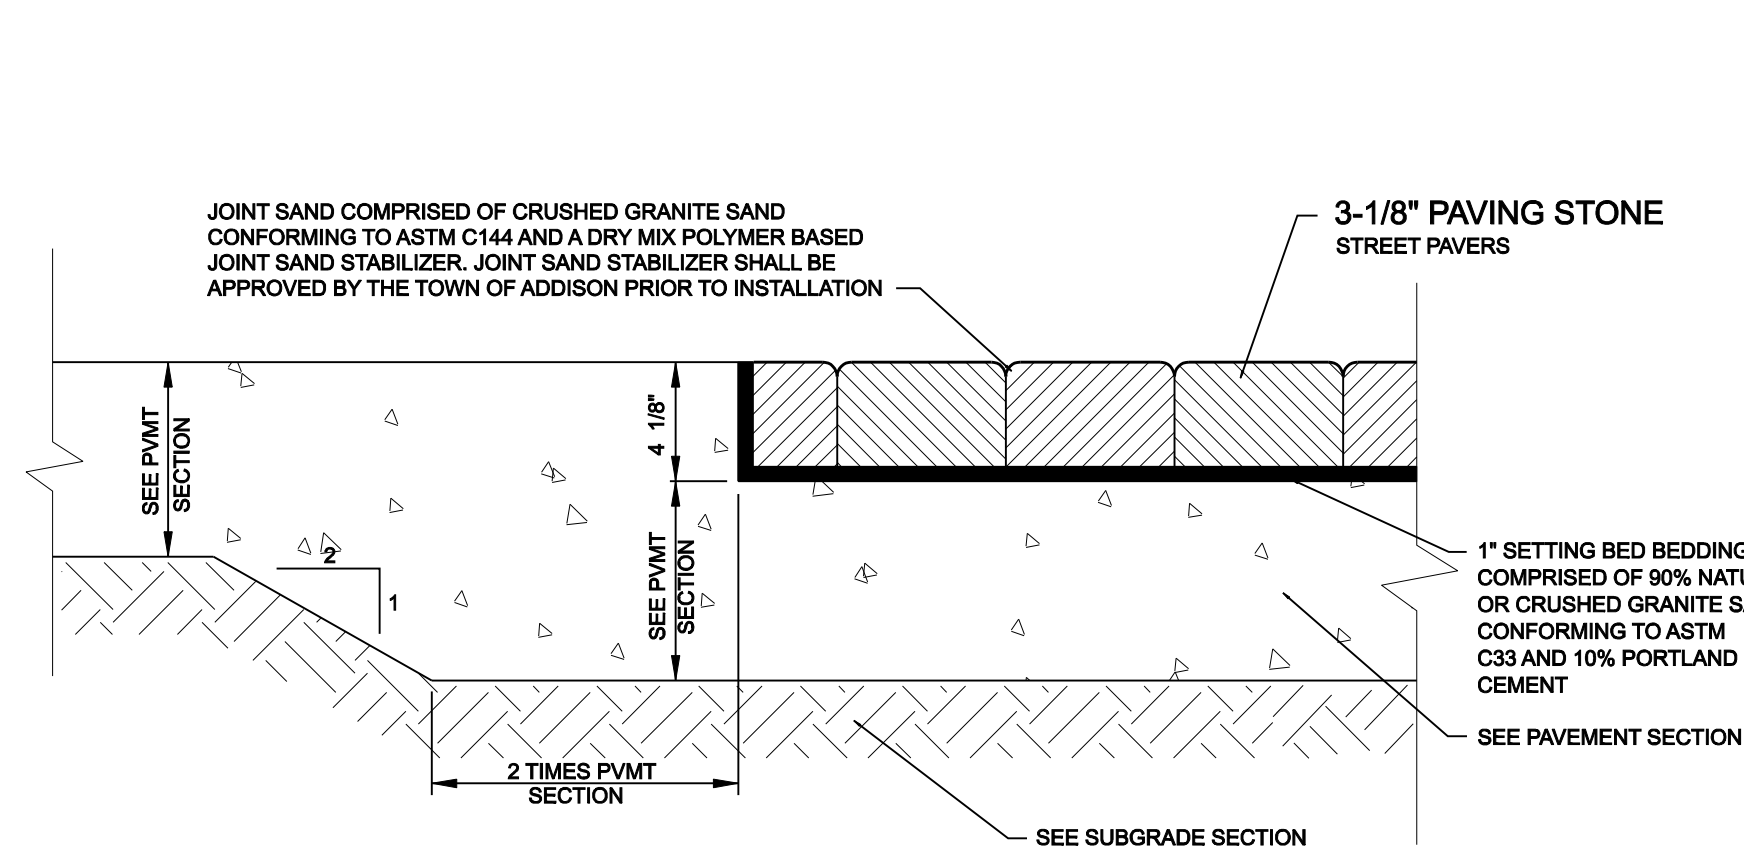 JOINT SAND COMPRISED OF CRUSHED GRANITE SAND
CONFORMING TO ASTM C144 AND A DRY MIX POLYMER BASED
JOINT SAND STABILIZER. JOINT SAND STABILIZER SHALL BE
APPROVED BY THE TOWN OF ADDISON PRIOR TO INSTALLATION
3-1/8" PAVING STONE
STREET PAVERS
SEE PVMT
SECTION
4 1/8"
2
1
SEE PVMT
SECTION
1" SETTING BED BEDDING
COMPRISED OF 90%
OR CRUSHED GRANITE
CONFORMING TO ASTM
C33 AND 10% PORTLAND
CEMENT
SEE PAVEMENT SECTION
2 TIMES PVMT
SECTION
SEE SUBGRADE SECTION